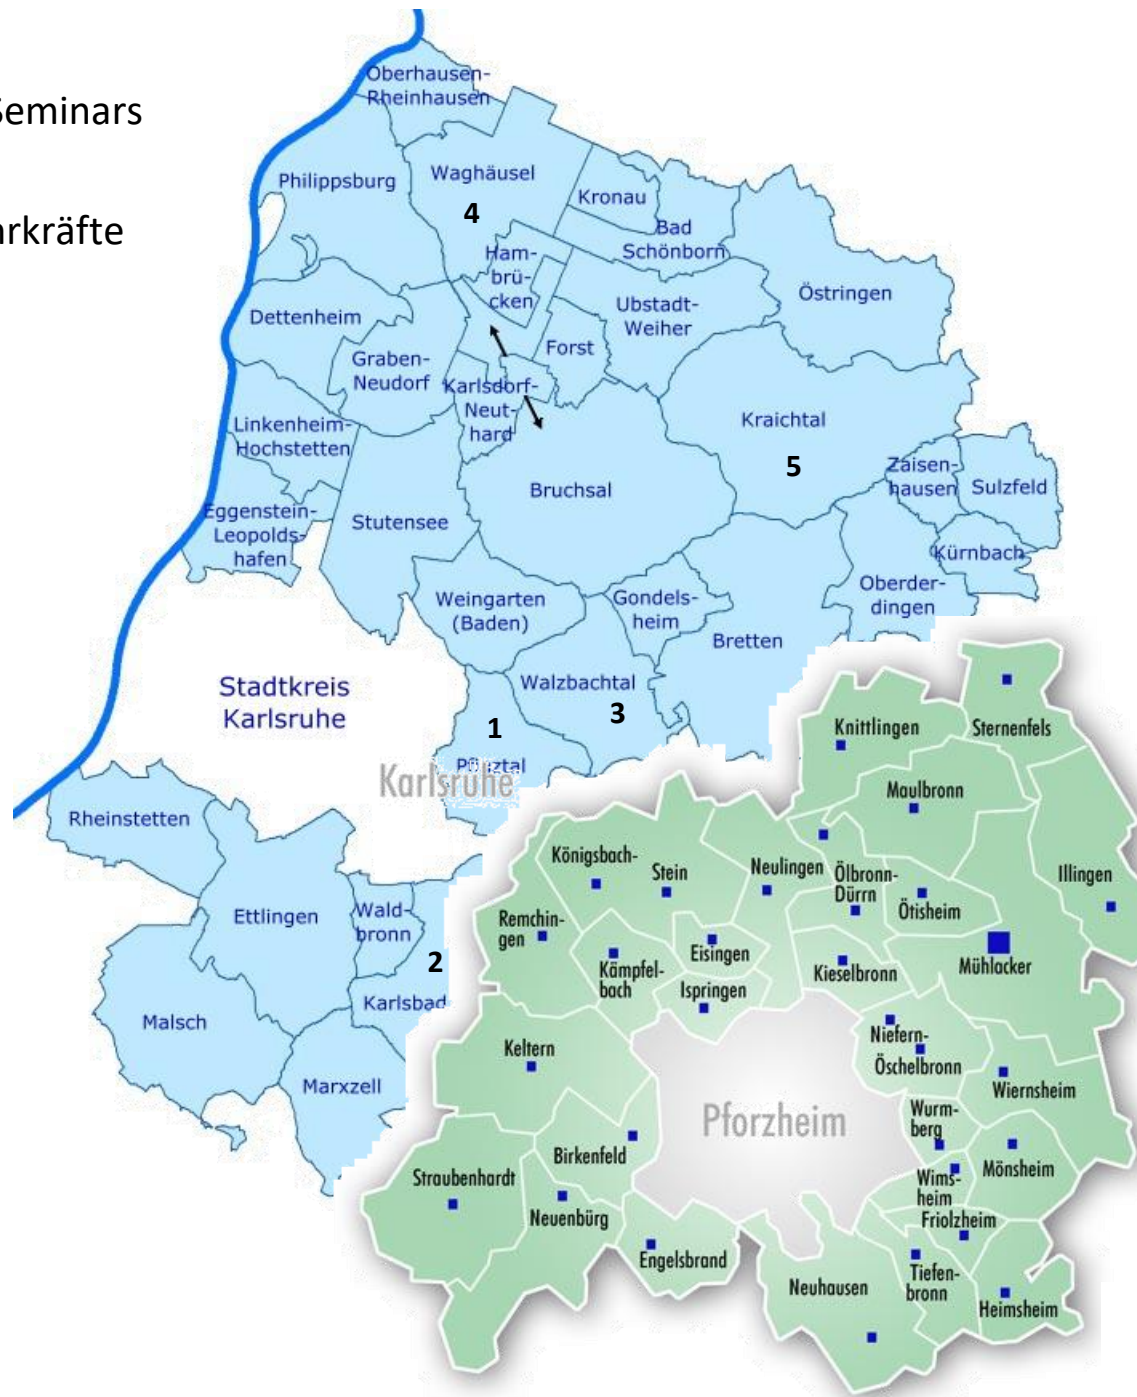 Seminars
hrkräfte
Oberhausen-
Rheinhausen
Philippsburg
Waghäusel
4
Kronau
Bad
Schönborn
Ham-
brü-
cken
Östringen
Dettenheim
Ubstadt-
Weiher
Graben-
Neudorf
Forst
Karlsdorf-
Neut-
hard
Kraichtal
5
Linkenheim-
Hochstetten
Zaisen-
hausen
Sulzfeld
Bruchsal
Eggenstein-
Leopolds-
hafen
Stutensee
Kürnbach
Oberder-
dingen
Weingarten
(Baden)
Gondels-
heim
Bretten
Stadtkreis
Karlsruhe
Walzbachtal
3
1
Pfinztal
Karlsruhe
Rheinstetten
Ettlingen
Wald-
bronn
2
Karlsbad
Malsch
Marxzell
Knittlingen
Sternenfels
Maulbronn
Königsbach-
Stein
Neulingen
Ölbronn-
Dürrn
Illingen
Ötisheim
Remchin-
gen
Eisingen
Kämpfel-
bach
Kieselbronn
Mühlacker
Ispringen
Keltern
Niefern-
Öschelbronn
Wiernsheim
Pforzheim
Wurm-
berg
Birkenfeld
Mönsheim
Straubenhardt
Wims-
heim
Neuenbürg
Friolzheim
Engelsbrand
Neuhausen
Tiefen-
bronn
Heimsheim